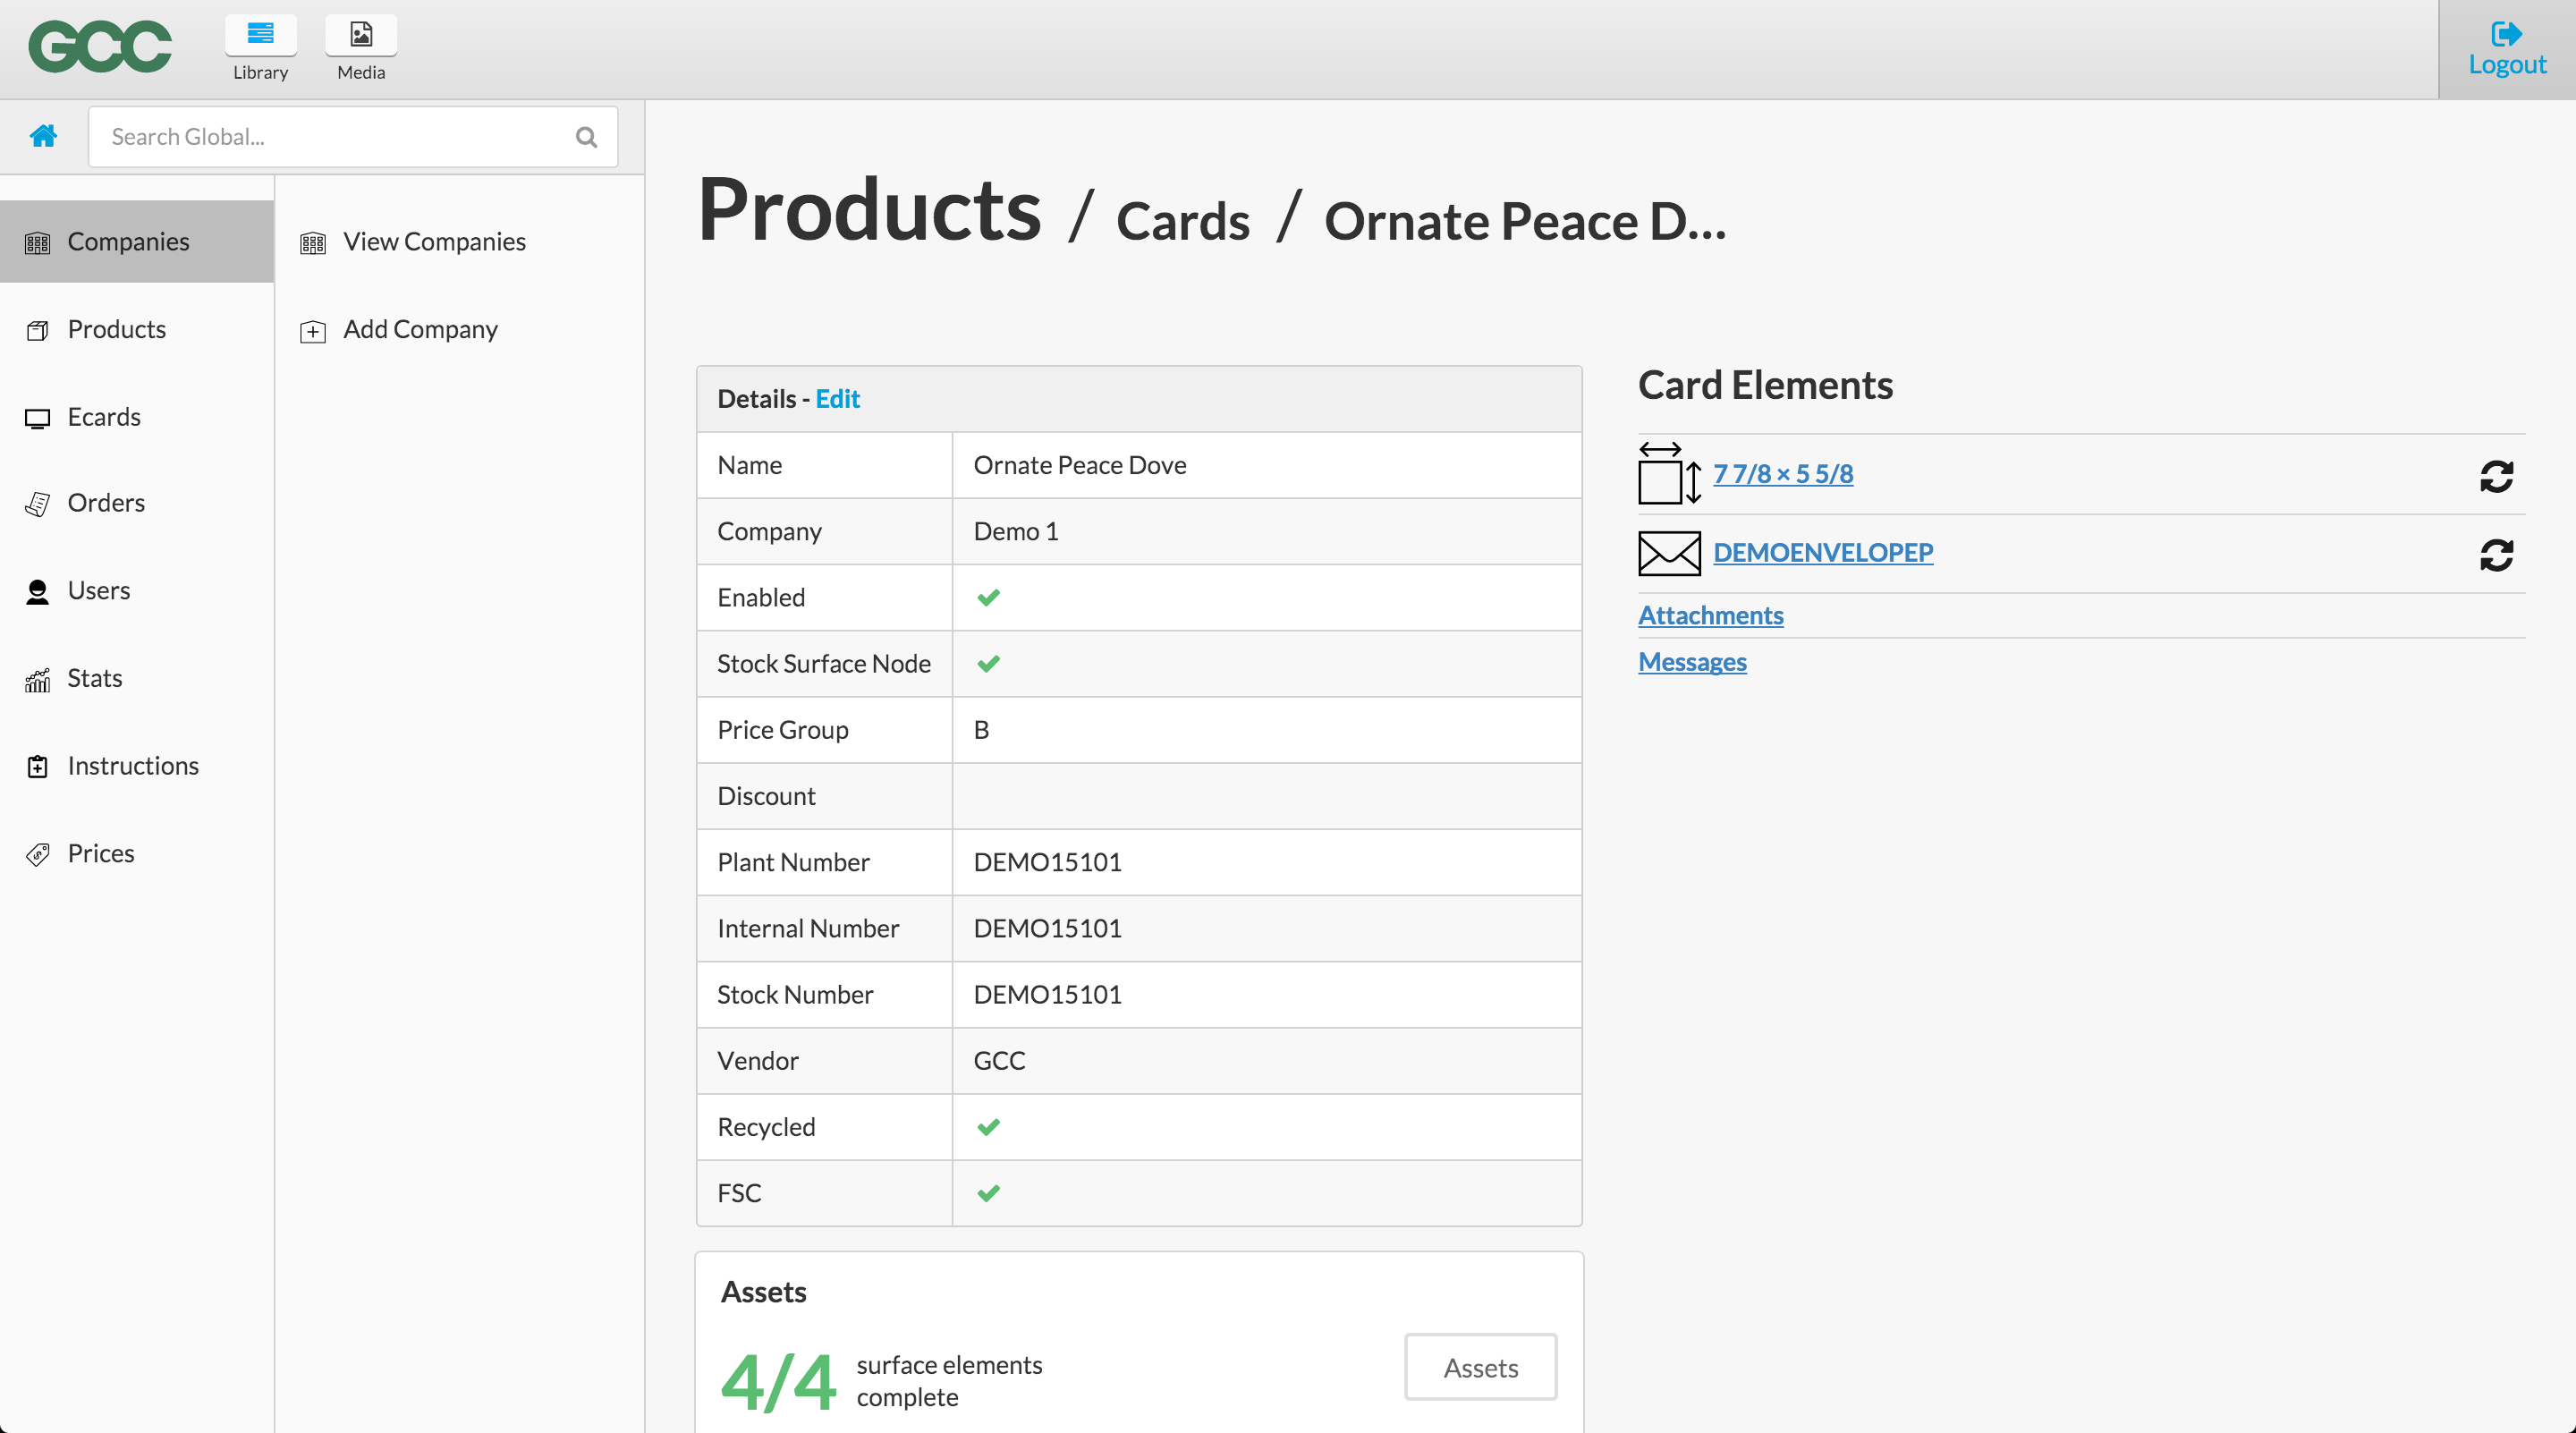 GCC
Library
Media
Logout
Search Global...
Companies
Products
Ecards
Orders
Users
Stats
Instructions
Prices
View Companies
Add Company
Products / Cards / Ornate Peace D...
Details - Edit
Name Ornate Peace Dove
Company Demo 1
Enabled
Stock Surface Node
Price Group B
Discount
Plant Number DEMO15101
Internal Number DEMO15101
Stock Number DEMO15101
Vendor GCC
Recycled
FSC
Assets
4/4 surface elements
complete
Assets
Card Elements
7 7/8 × 5 5/8
DEMOENVELOPEP
Attachments
Messages